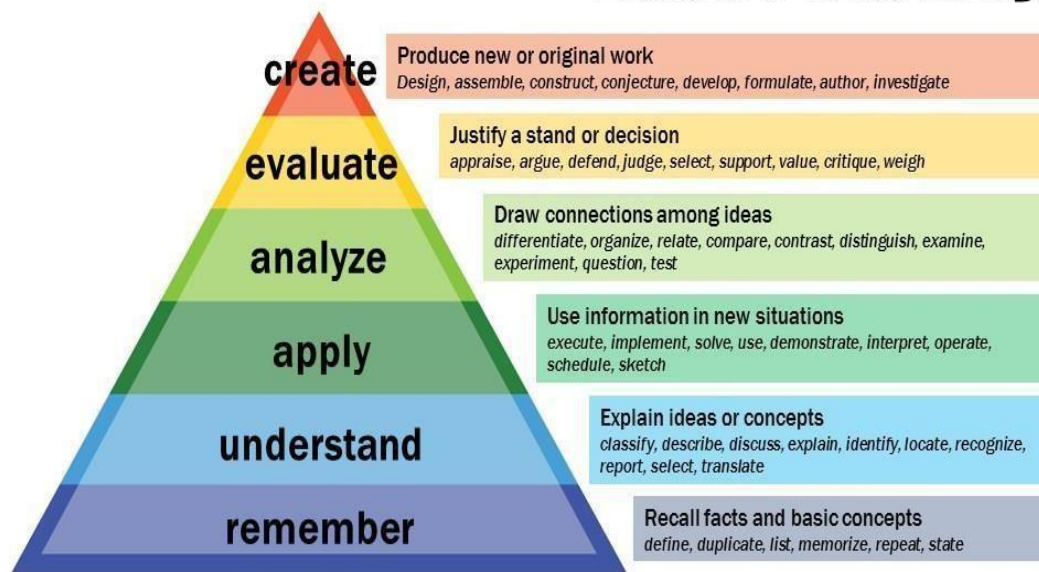 create
Produce new or original work
Design, assemble, construct, conjecture, develop, formulate, author, investigate
evaluate
Justify a stand or decision
appraise, argue, defend, judge, select, support, value, critique, weigh
analyze
Draw connections among ideas
differentiate, organize, relate, compare, contrast, distinguish, examine,
experiment, question, test
apply
Use information in new situations
execute, implement, solve, use, demonstrate, interpret, operate,
schedule, sketch
understand
Explain ideas or concepts
classify, describe, discuss, explain, identify, locate, recognize,
report, select, translate
remember
Recall facts and basic concepts
define, duplicate, list, memorize, repeat, state